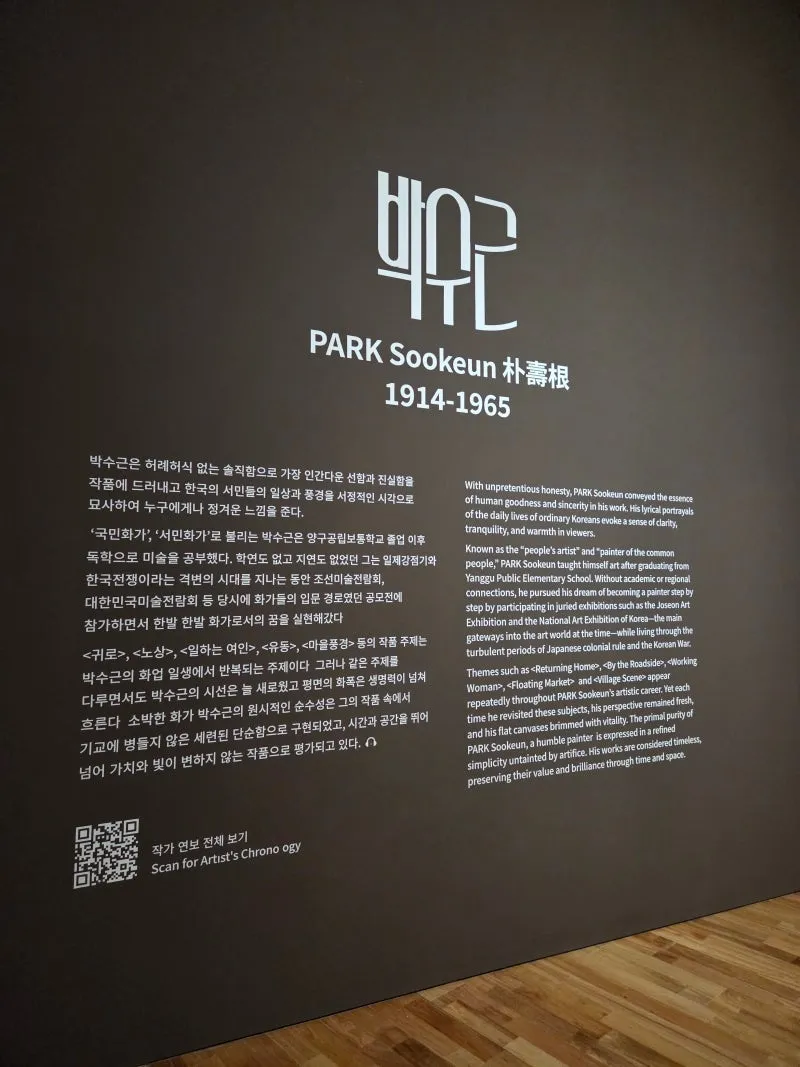 박수근
PARK Sookeun 朴壽根
1914-1965
박수근은 허례허식 없는 솔직함으로 가장 인간다운 선함과 진실함을
작품에 드러내고 한국의 서민들의 일상과 풍경을 서정적인 시각으로
묘사하여 누구에게나 정겨운 느낌을 준다.
‘국민화가’, ‘서민화가’로 불리는 박수근은 양구공립보통학교 졸업 이후
독학으로 미술을 공부했다. 학연도 없고 지연도 없었던 그는 일제강점기와
한국전쟁이라는 격변의 시대를 지나는 동안 조선미술전람회,
대한민국미술전람회 등 당시에 화가들의 입문 경로였던 공모전에
참가하면서 한발 한발 화가로서의 꿈을 실현해갔다
<귀로>, <노상>, <일하는 여인>, <유동>, <마을풍경> 등의 작품 주제는
박수근의 화업 일생에서 반복되는 주제이다 그러나 같은 주제를
다루면서도 박수근의 시선은 늘 새로웠고 평면의 화폭은 생명력이 넘쳐
흐른다 소박한 화가 박수근의 원시적인 순수성은 그의 작품 속에서
기교에 병들지 않은 세련된 단순함으로 구현되었고, 시간과 공간을 뛰어
넘어 가치와 빛이 변하지 않는 작품으로 평가되고 있다.
With unpretentious honesty, PARK Sookeun conveyed the essence
of human goodness and sincerity in his work. His lyrical portrayals
of the daily lives of ordinary Koreans evoke a sense of clarity,
tranquility, and warmth in viewers.
Known as the “people’s artist” and “painter of the common
people,” PARK Sookeun taught himself art after graduating from
Yanggu Public Elementary School. Without academic or regional
connections, he pursued his dream of becoming a painter step by
step by participating in juried exhibitions such as the Joseon Art
Exhibition and the National Art Exhibition of Korea—the main
gateways into the art world at the time—while living through the
turbulent periods of Japanese colonial rule and the Korean War.
Themes such as <Returning Home>, <By the Roadside>, <Working
Woman>, <Floating Market> and <Village Scene> appear
repeatedly throughout PARK Sookeun’s artistic career. Yet each
time he revisited these subjects, his perspective remained fresh,
and his flat canvases brimmed with vitality. The primal purity of
PARK Sookeun, a humble painter is expressed in a refined
simplicity untainted by artifice. His works are considered timeless,
preserving their value and brilliance through time and space.
작가 연보 전체 보기
Scan for Artist's Chrono ogy